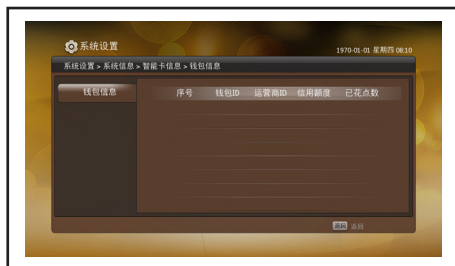 系统设置
1970-01-01 星期四 08:10
系统设置 > 系统信息 > 智能卡信息 > 钱包信息
钱包信息
序号 钱包ID 运营商ID 信用额度 已花点数
返回 返回